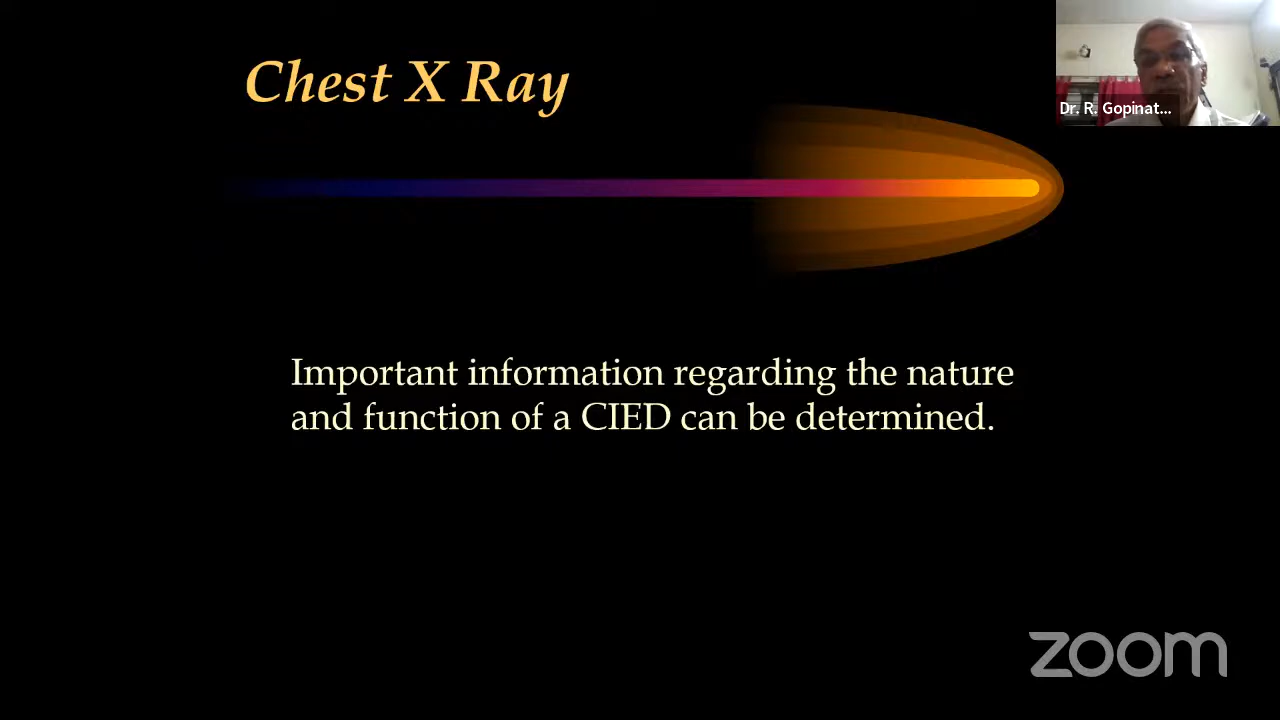 Chest X Ray
Dr. R. Gopinat...
Important information regarding the nature
and function of a CIED can be determined.
zoom